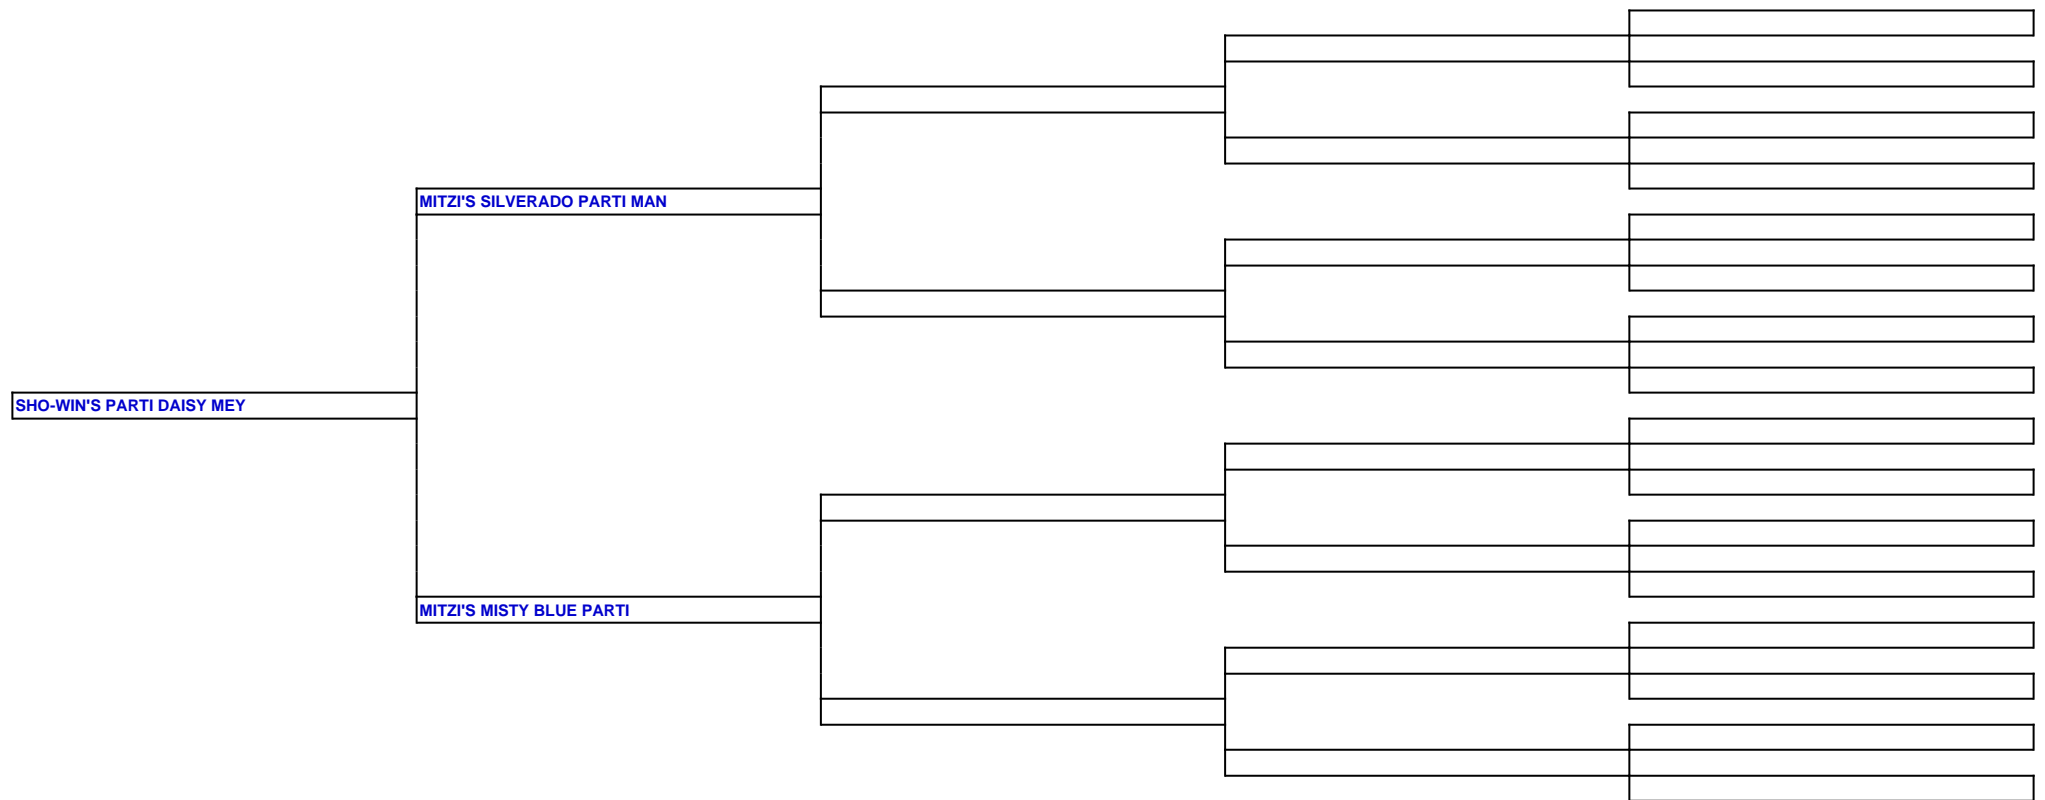 MITZI'S SILVERADO PARTI MAN
SHO-WIN'S PARTI DAISY MEY
MITZI'S MISTY BLUE PARTI